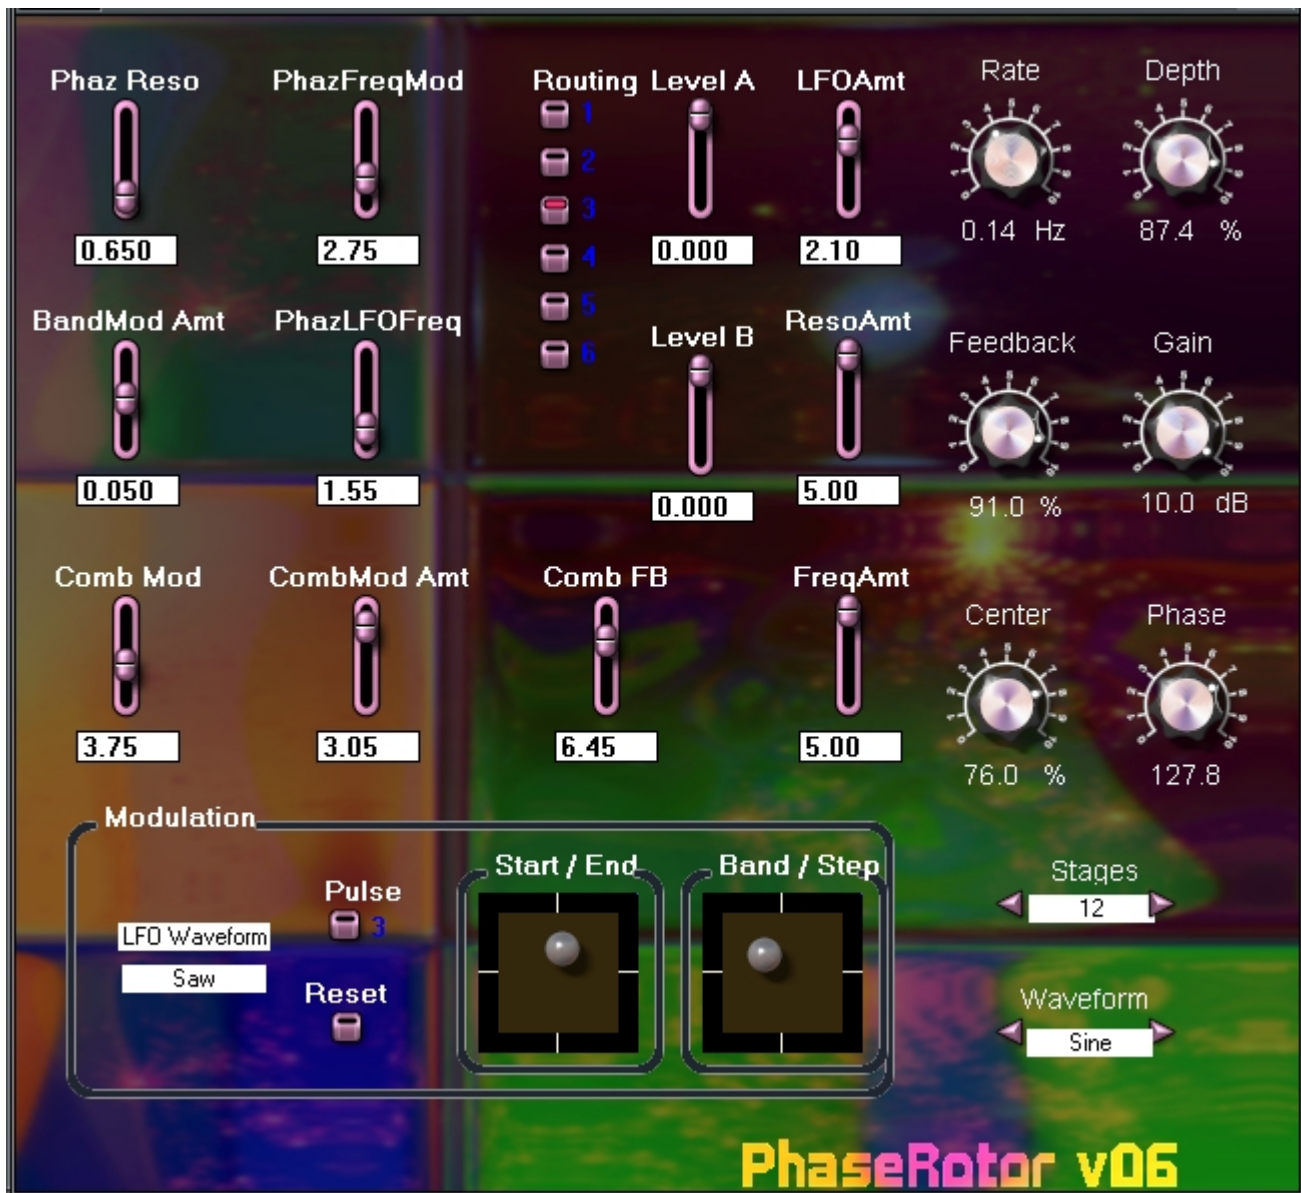 Phaz Reso PhazFreqMod Routing Level A LFOAmt Rate Depth
1
2
3
4
5
6
0.650 2.75 0.000 2.10 0.14 Hz 87.4 %
BandMod Amt PhazLFOFreq Level B ResoAmt Feedback Gain
0.050 1.55 0.000 5.00 91.0 % 10.0 dB
Comb Mod CombMod Amt Comb FB FreqAmt Center Phase
3.75 3.05 6.45 5.00 76.0 % 127.8
Modulation
Start / End Band / Step Stages
Pulse 12
3
LFO Waveform
Saw
Reset Waveform
Sine
PhaseRotor v06